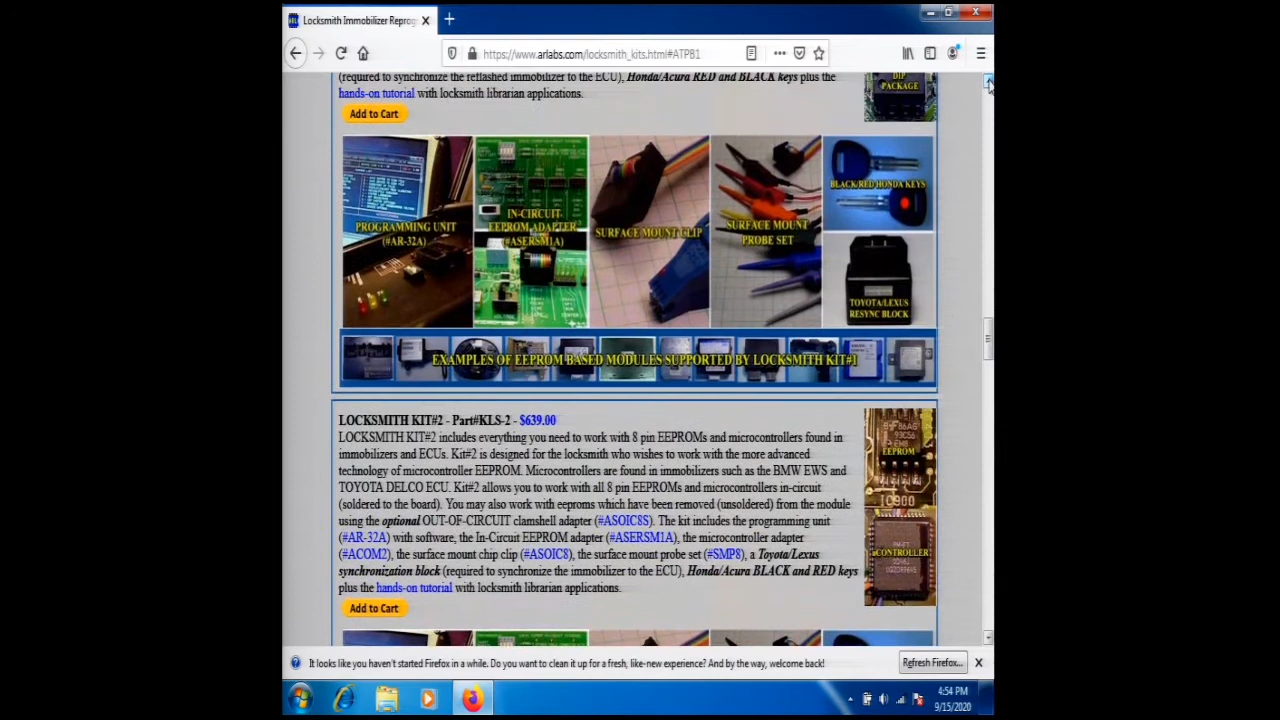 Locksmith Immobilizer Reprog
https://www.arlabs.com/locksmith_kits.html#ATPB1
(required to synchronize the reflashed immobilizer to the ECU), Honda/Acura RED and BLACK keys plus the
hands-on tutorial with locksmith librarian applications.
DIP
PACKAGE
Add to Cart
PROGRAMMING UNIT
(#AR-32A)
IN-CIRCUIT
EEPROM ADAPTER
(#ASERSM1A)
SURFACE MOUNT CLIP
SURFACE MOUNT
PROBE SET
BLACK/RED HONDA KEYS
TOYOTA/LEXUS
RESYNC BLOCK
EXAMPLES OF EEPROM BASED MODULES SUPPORTED BY LOCKSMITH KIT#1
LOCKSMITH KIT#2 - Part#KLS-2 - $639.00
LOCKSMITH KIT#2 includes everything you need to work with 8 pin EEPROMs and microcontrollers found in
immobilizers and ECUs. Kit#2 is designed for the locksmith who wishes to work with the more advanced
technology of microcontroller EEPROM. Microcontrollers are found in immobilizers such as the BMW EWS and
TOYOTA DELCO ECU. Kit#2 allows you to work with all 8 pin EEPROMs and microcontrollers in-circuit
(soldered to the board). You may also work with eeproms which have been removed (unsoldered) from the module
using the optional OUT-OF-CIRCUIT clamshell adapter (#ASOIC8S). The kit includes the programming unit
(#AR-32A) with software, the In-Circuit EEPROM adapter (#ASERSM1A), the microcontroller adapter
(#ACOM2), the surface mount chip clip (#ASOIC8), the surface mount probe set (#SMP8), a Toyota/Lexus
synchronization block (required to synchronize the immobilizer to the ECU), Honda/Acura BLACK and RED keys
plus the hands-on tutorial with locksmith librarian applications.
EEPROM
IC900
uCONTROLLER
Add to Cart
It looks like you haven't started Firefox in a while. Do you want to clean it up for a fresh, like-new experience? And by the way, welcome back!
Refresh Firefox...
4:54 PM
9/15/2020